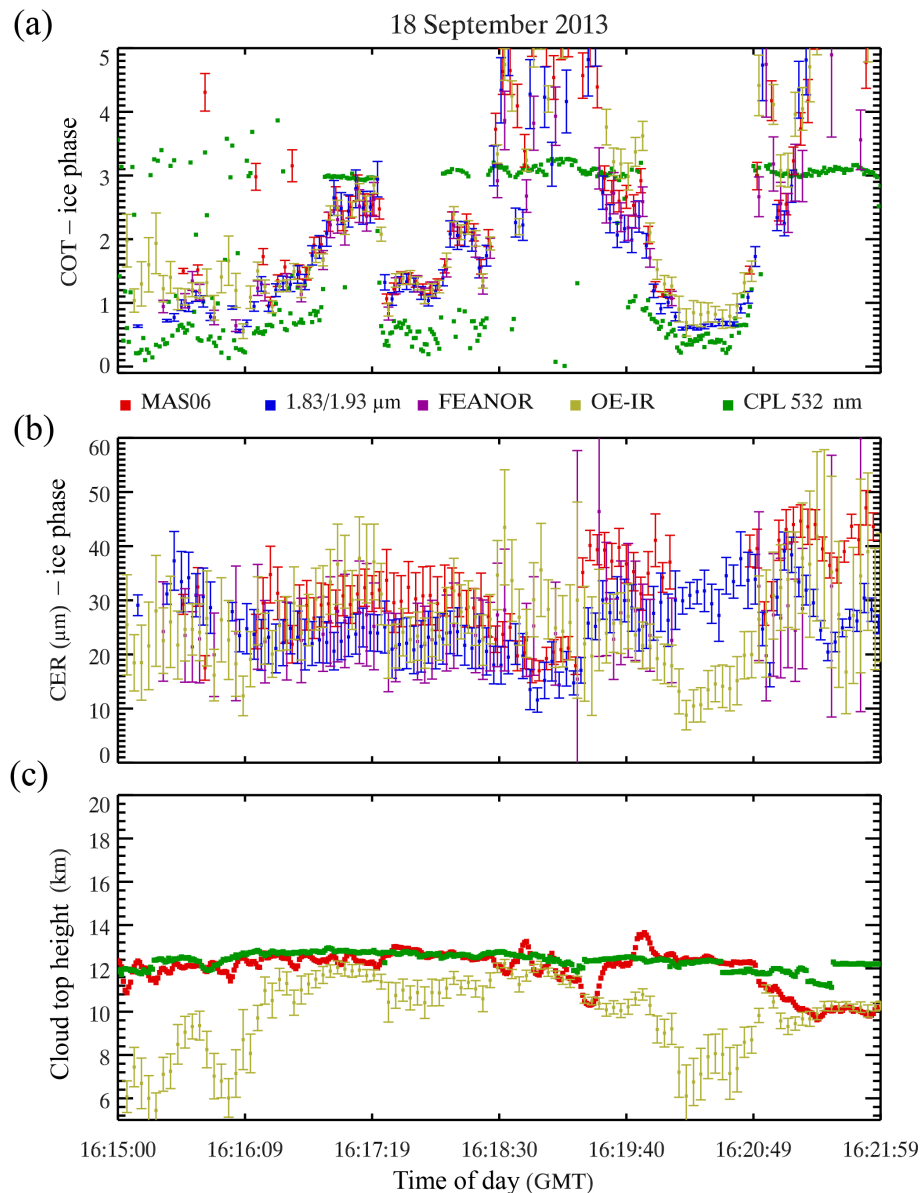 (a)
18 September 2013
5
4
3
2
1
0
COT – ice phase
MAS06 1.83/1.93 µm FEANOR OE-IR CPL 532 nm
(b)
60
50
40
30
20
10
0
CER (µm) – ice phase
(c)
20
18
16
14
12
10
8
6
Cloud top height (km)
16:15:00 16:16:09 16:17:19 16:18:30 16:19:40 16:20:49 16:21:59
Time of day (GMT)